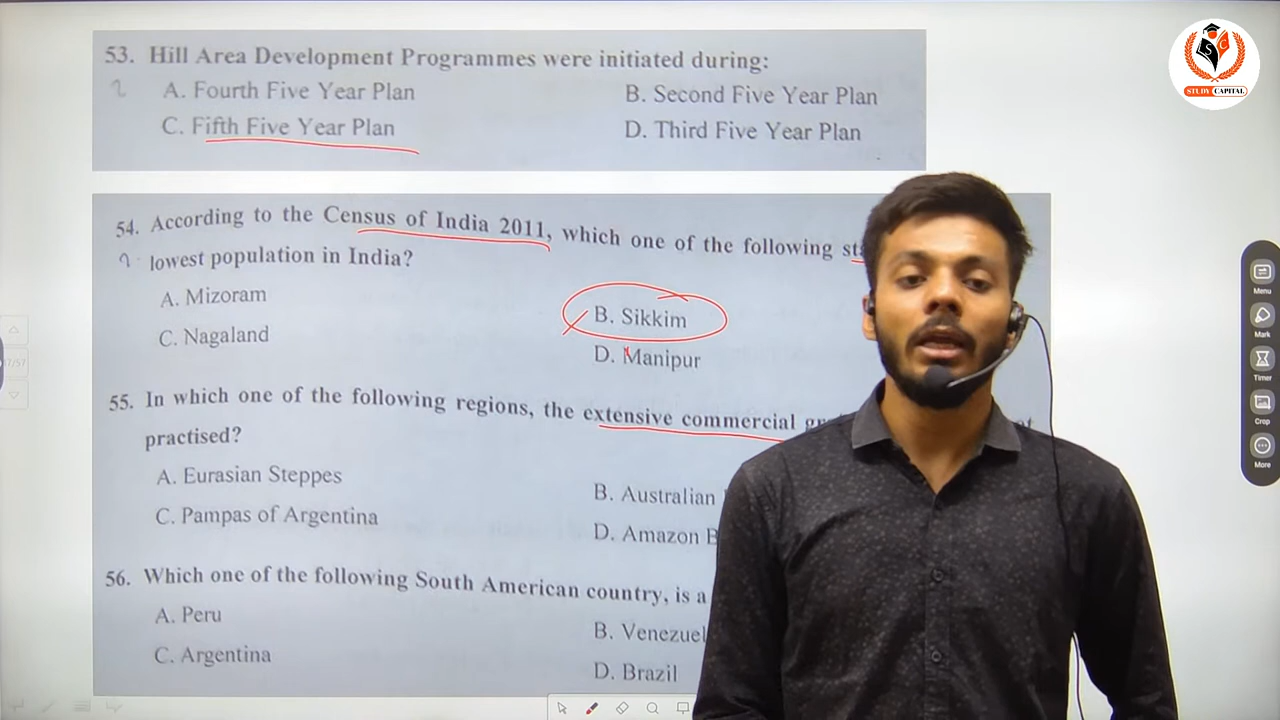 53. Hill Area Development Programmes were initiated during:
A. Fourth Five Year Plan
B. Second Five Year Plan
C. Fifth Five Year Plan
D. Third Five Year Plan
54. According to the Census of India 2011, which one of the following
lowest population in India?
A. Mizoram
B. Sikkim
C. Nagaland
D. Manipur
55. In which one of the following regions, the extensive commercial
practised?
A. Eurasian Steppes
B. Australian
C. Pampas of Argentina
D. Amazon
56. Which one of the following South American country, is a
A. Peru
B. Venezuel
C. Argentina
D. Brazil
STUDY CAPITAL
S C
Menu
Mark
Timer
Crop
More